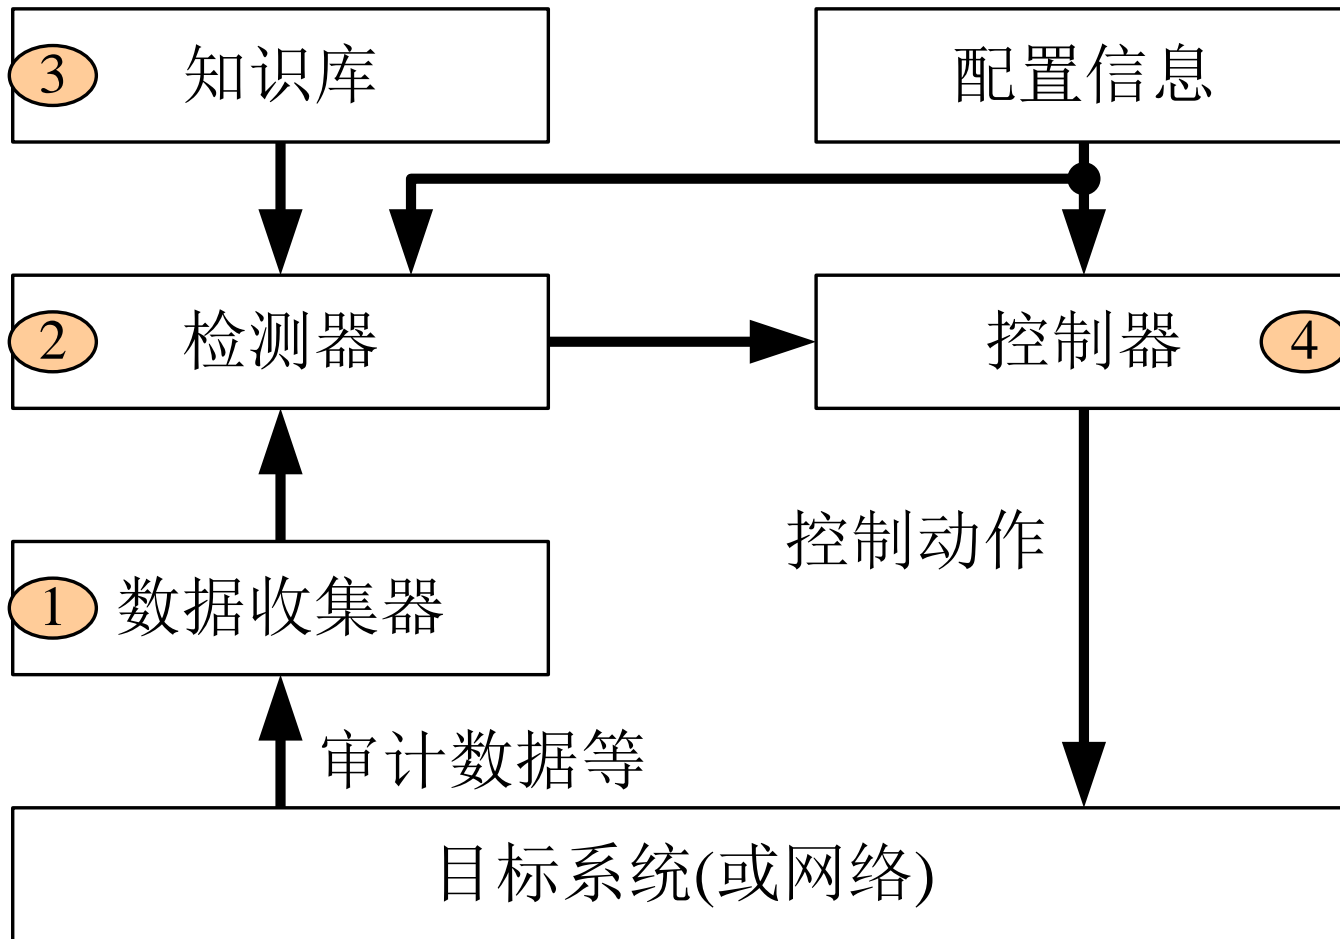 3 知识库
配置信息
2 检测器
控制器 4
控制动作
1 数据收集器
审计数据等
目标系统(或网络)